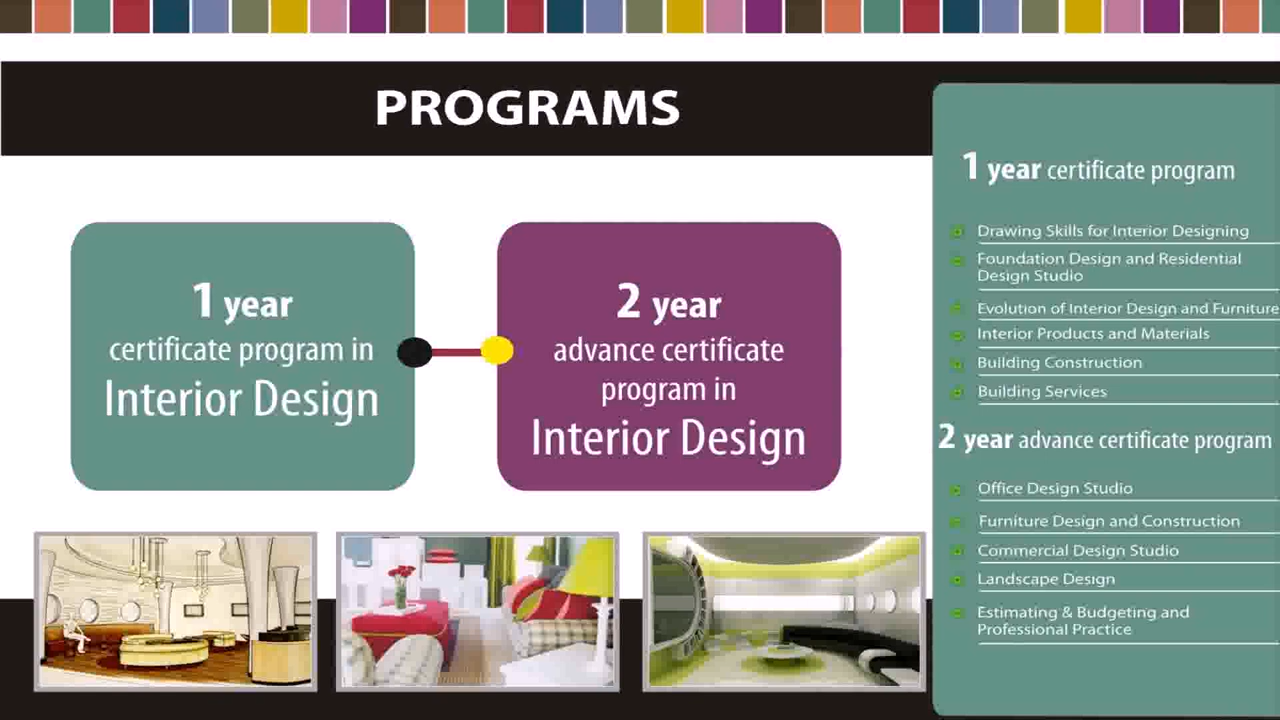 PROGRAMS
1 year
certificate program in
Interior Design
2 year
advance certificate
program in
Interior Design
1 year certificate program
Drawing Skills for Interior Designing
Foundation Design and Residential
Design Studio
Evolution of Interior Design and Furniture
Interior Products and Materials
Building Construction
Building Services
2 year advance certificate program
Office Design Studio
Furniture Design and Construction
Commercial Design Studio
Landscape Design
Estimating & Budgeting and
Professional Practice